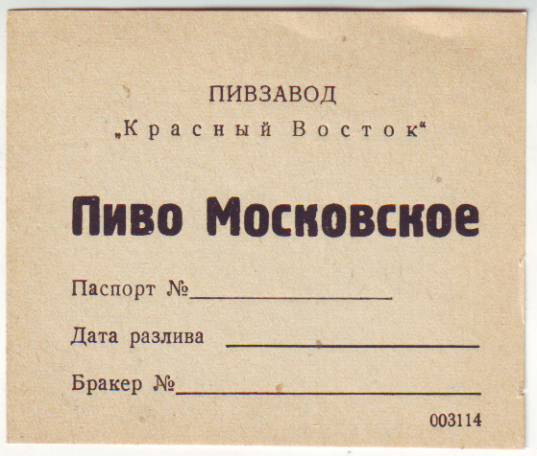 ПИВЗАВОД
„Красный Восток“
Пиво Московское
Паспорт №
Дата разлива
Бракер №
003114